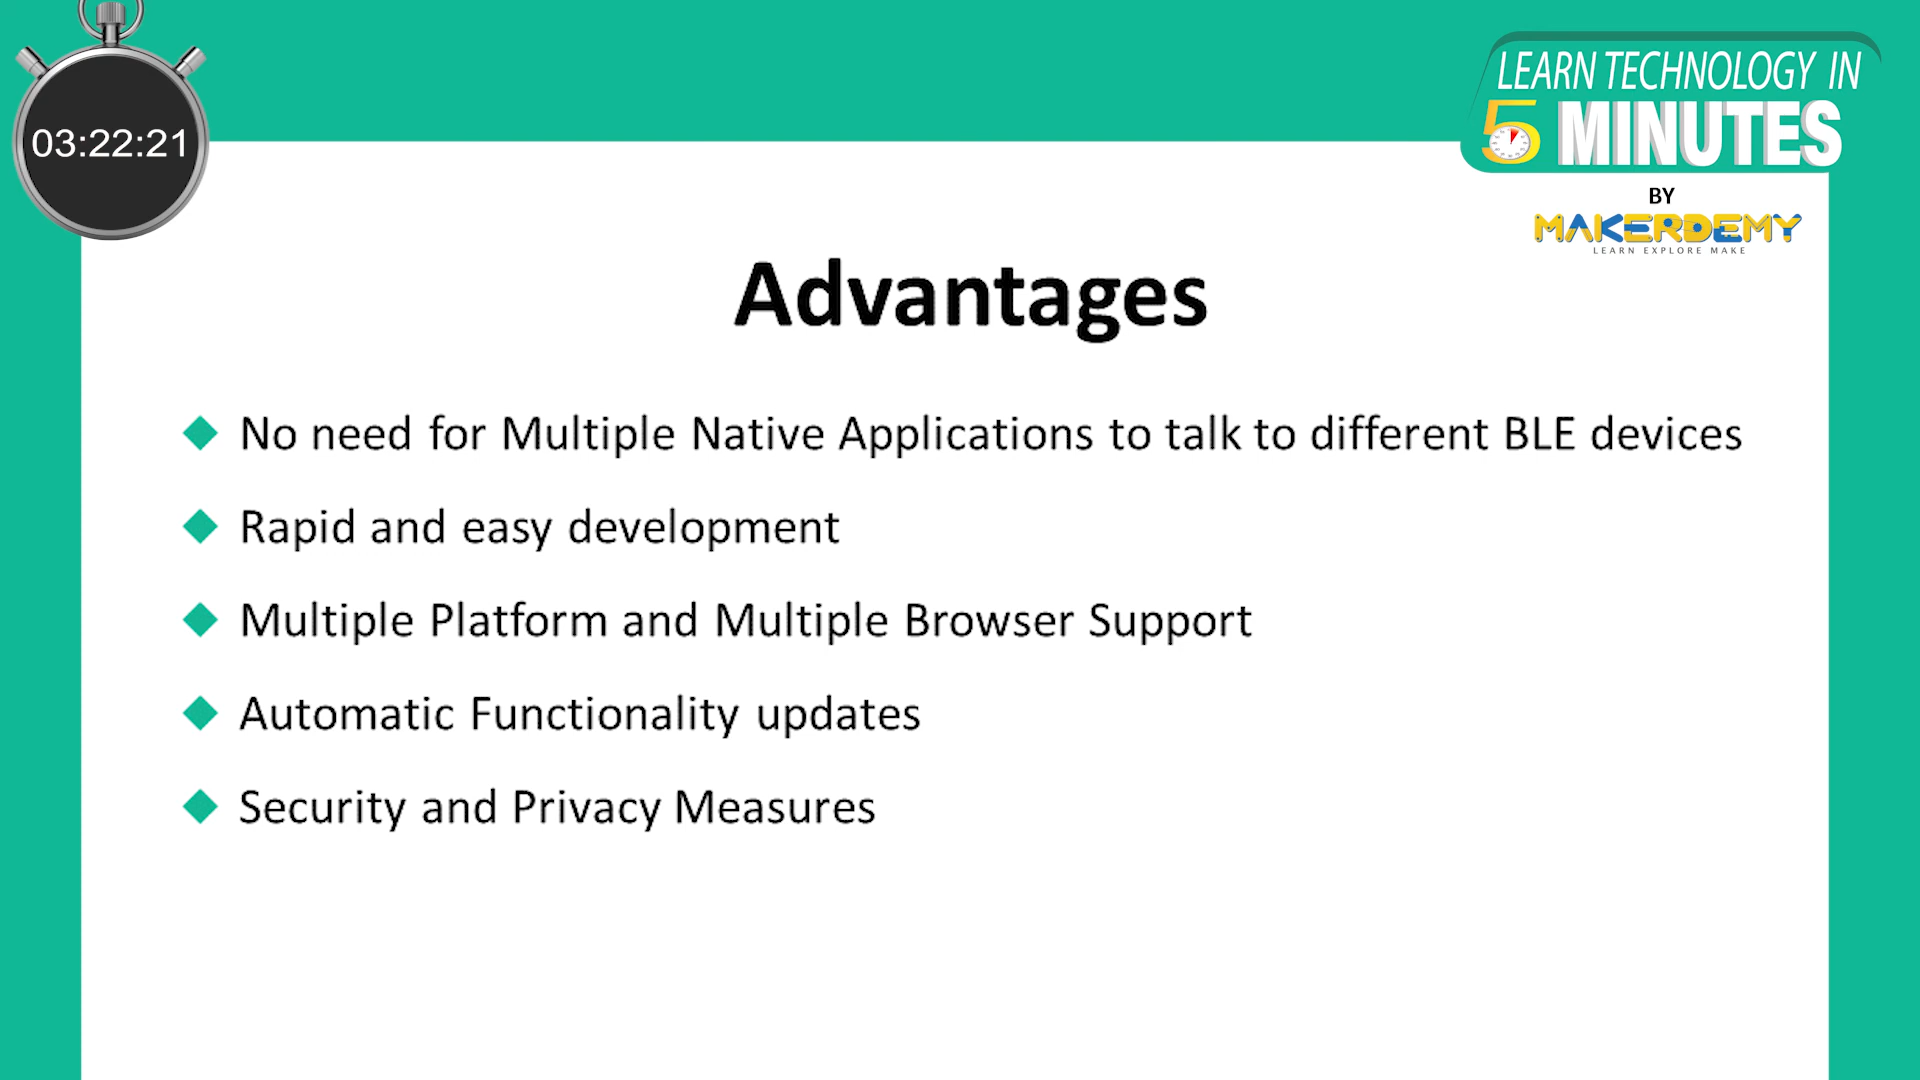 03:22:21
LEARN TECHNOLOGY IN
5 MINUTES
BY
MAKERDEMY
LEARN EXPLORE MAKE
Advantages
No need for Multiple Native Applications to talk to different BLE devices
Rapid and easy development
Multiple Platform and Multiple Browser Support
Automatic Functionality updates
Security and Privacy Measures